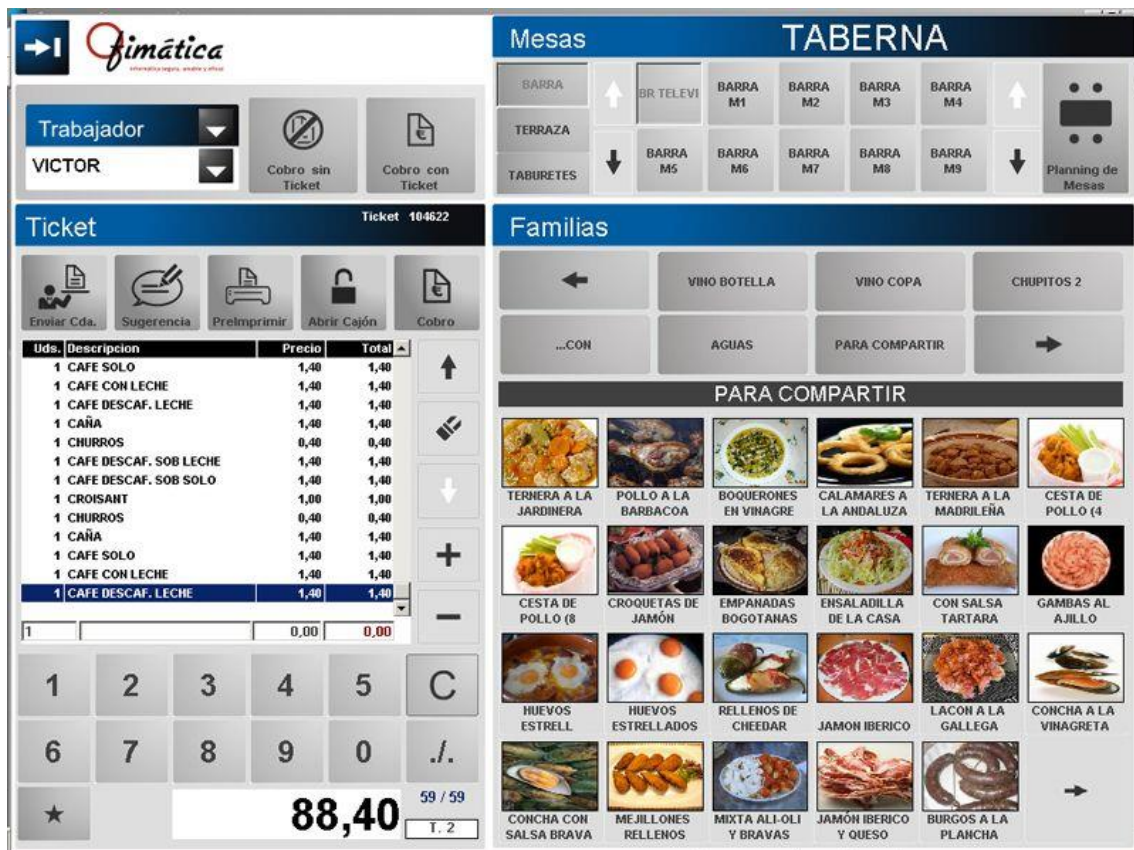 Ofimática
informática segura, amable y eficaz
Mesas
TABERNA
Trabajador
VICTOR
Cobro sin
Ticket
Cobro con
Ticket
BARRA
TERRAZA
TABURETES
BR TELEVI
BARRA
M1
BARRA
M2
BARRA
M3
BARRA
M4
BARRA
M5
BARRA
M6
BARRA
M7
BARRA
M8
BARRA
M9
Planning de
Mesas
Ticket
Ticket 104622
Enviar Cda.
Sugerencia
PreImprimir
Abrir Cajón
Cobro
Uds. Descripcion Precio Total
1 CAFE SOLO 1,40 1,40
1 CAFE CON LECHE 1,40 1,40
1 CAFE DESCAF. LECHE 1,40 1,40
1 CAÑA 1,40 1,40
1 CHURROS 0,40 0,40
1 CAFE DESCAF. SOB LECHE 1,40 1,40
1 CAFE DESCAF. SOB SOLO 1,40 1,40
1 CROISANT 1,00 1,00
1 CHURROS 0,40 0,40
1 CAÑA 1,40 1,40
1 CAFE SOLO 1,40 1,40
1 CAFE CON LECHE 1,40 1,40
1 CAFE DESCAF. LECHE 1,40 1,40
1 0,00 0,00
1 2 3 4 5 C
6 7 8 9 0 ./.
88,40
59 / 59
T. 2
Familias
VINO BOTELLA
VINO COPA
CHUPITOS 2
...CON
AGUAS
PARA COMPARTIR
PARA COMPARTIR
TERNERA A LA
JARDINERA
POLLO A LA
BARBACOA
BOQUERONES
EN VINAGRE
CALAMARES A
LA ANDALUZA
TERNERA A LA
MADRILEÑA
CESTA DE
POLLO (4
CESTA DE
POLLO (8
CROQUETAS DE
JAMÓN
EMPANADAS
BOGOTANAS
ENSALADILLA
DE LA CASA
CON SALSA
TARTARA
GAMBAS AL
AJILLO
HUEVOS
ESTRELL
HUEVOS
ESTRELLADOS
RELLENOS DE
CHEEDAR
JAMON IBERICO
LACON A LA
GALLEGA
CONCHA A LA
VINAGRETA
CONCHA CON
SALSA BRAVA
MEJILLONES
RELLENOS
MIXTA ALI-OLI
Y BRAVAS
JAMÓN IBERICO
Y QUESO
BURGOS A LA
PLANCHA